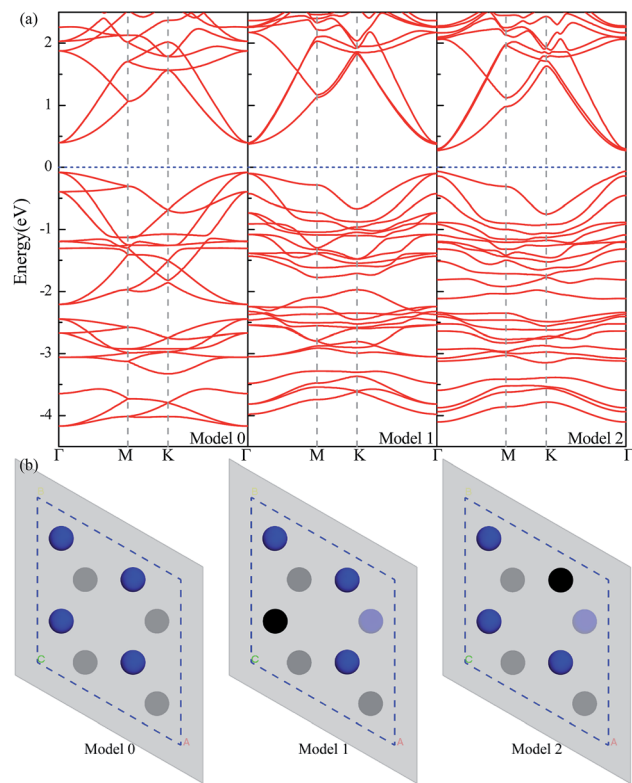 (a)
2
1
0
-1
-2
-3
-4
Energy(eV)
Model 0
Model 1
Model 2
Γ M K Γ M K Γ M K Γ
(b)
C A
C A
C A
Model 0
Model 1
Model 2